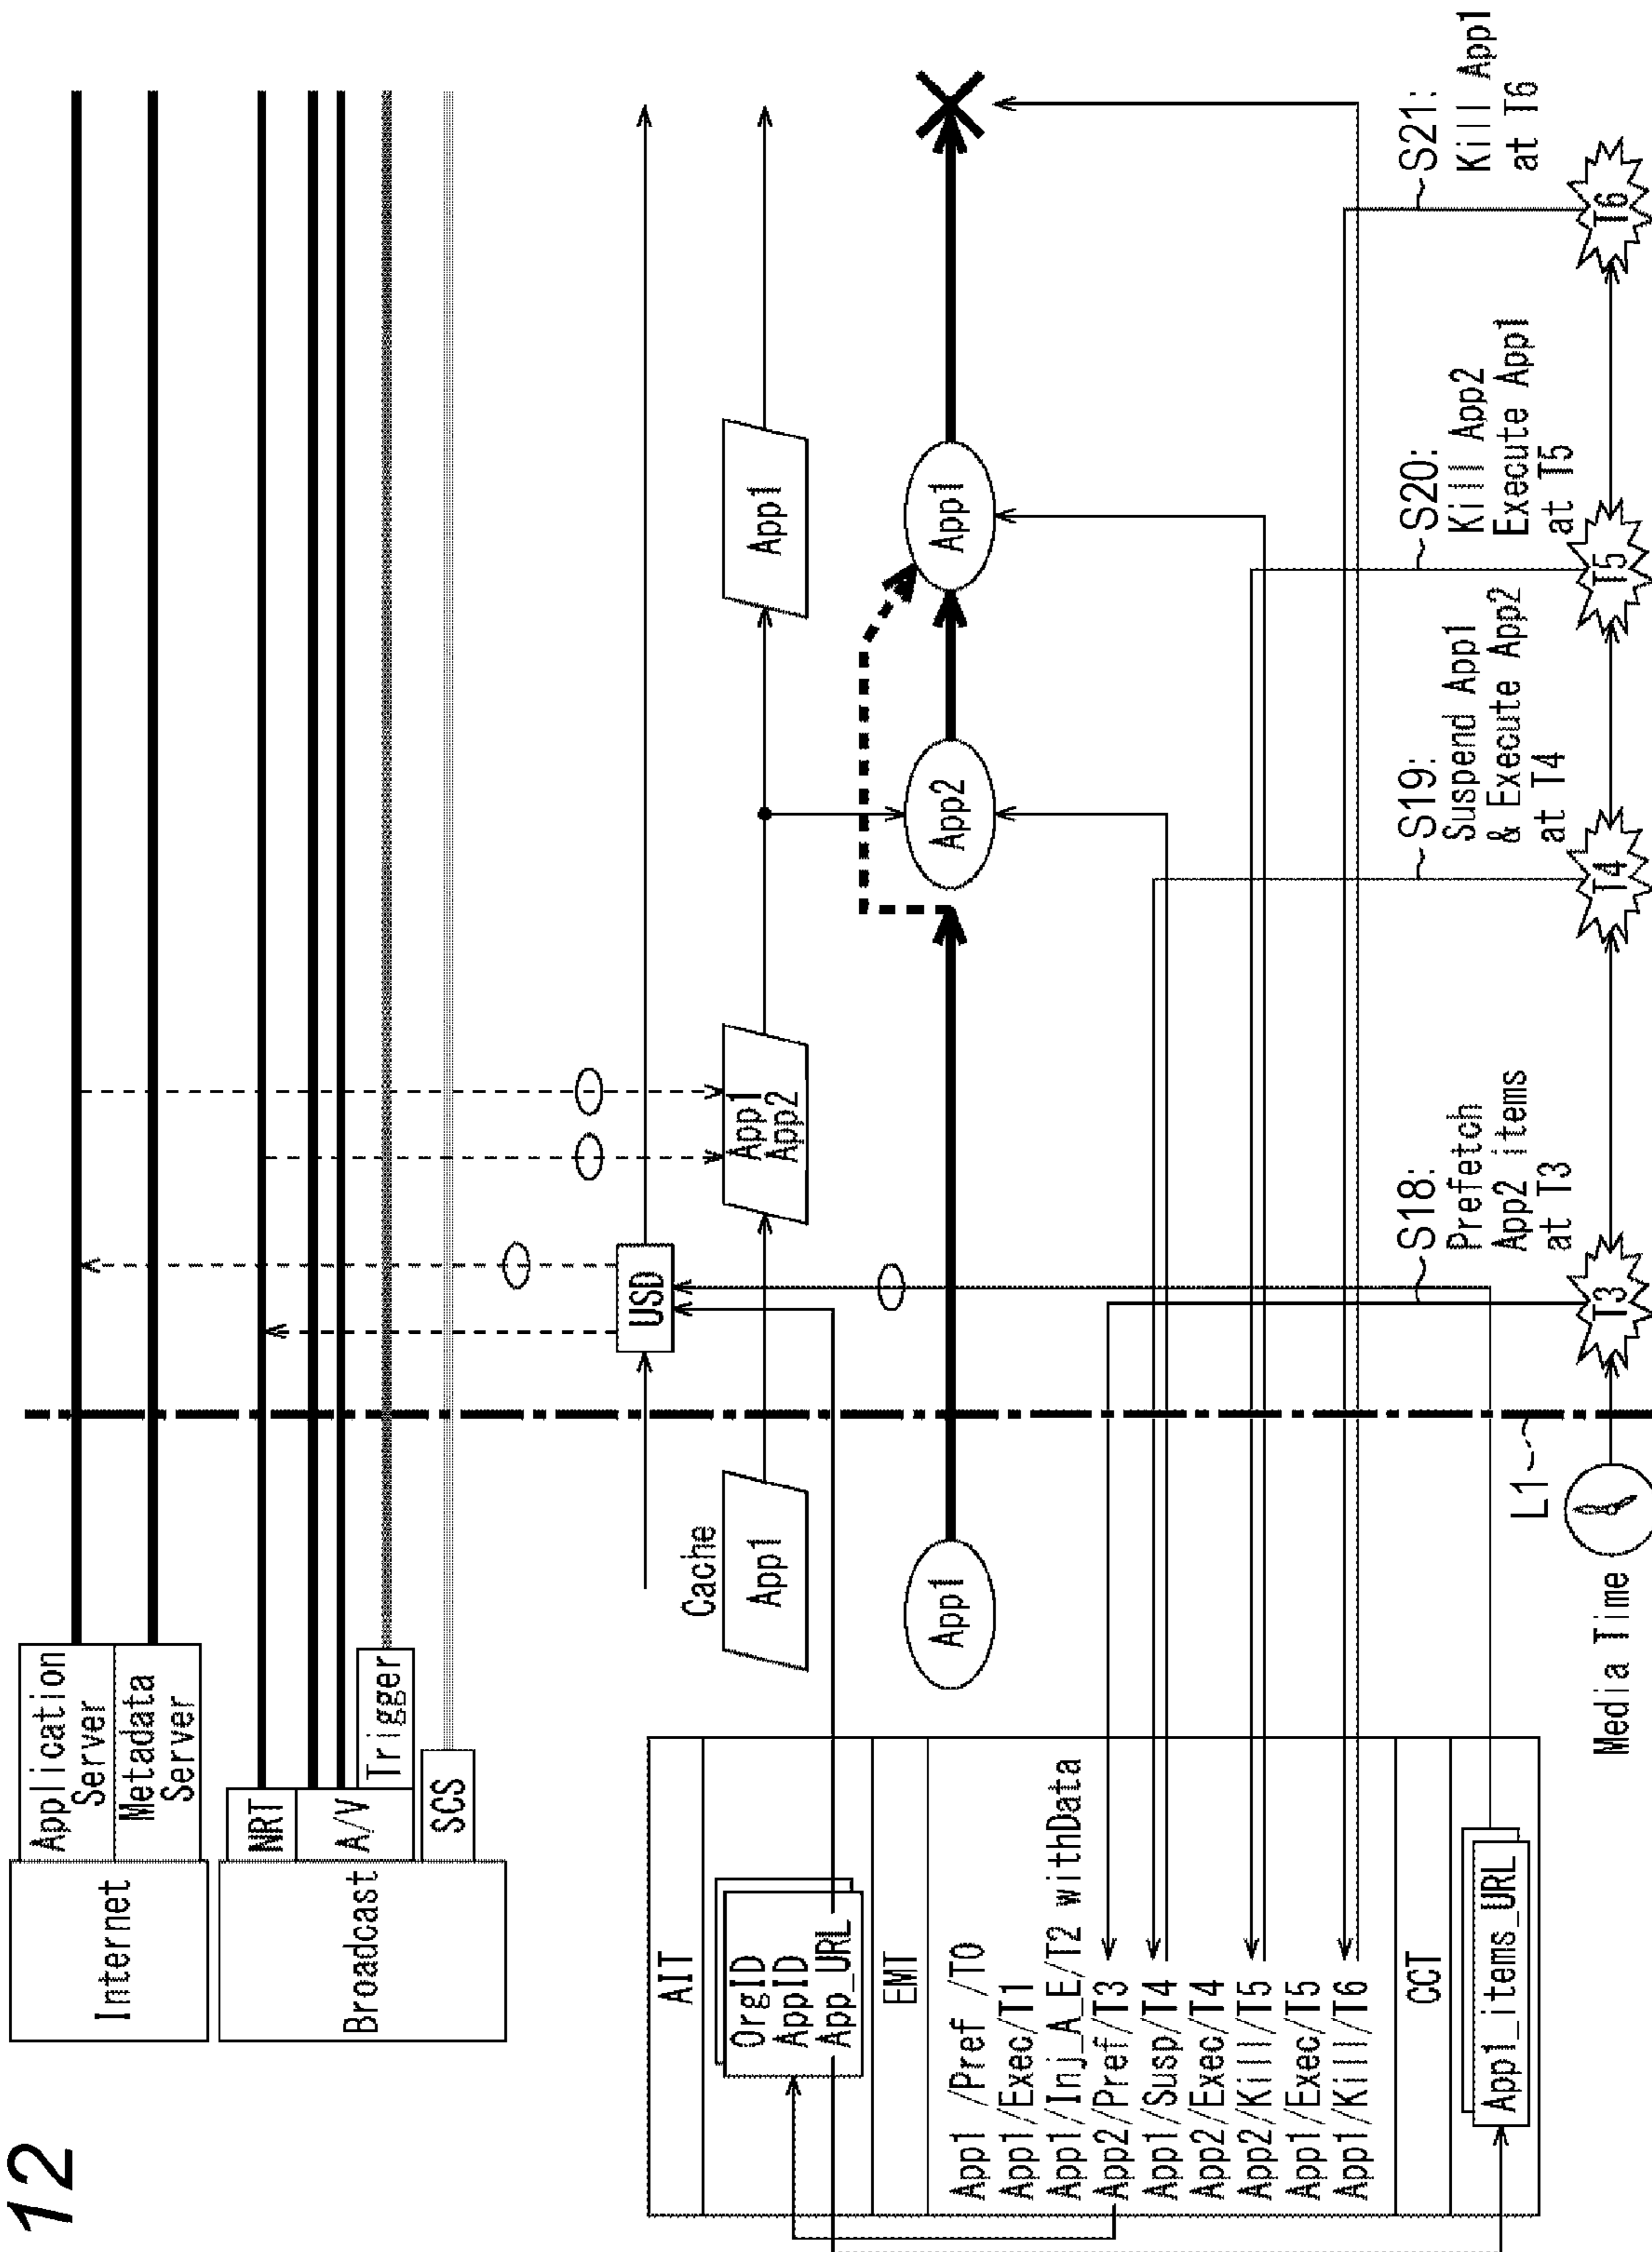 12
Internet
Application
Server
Metadata
Server
Broadcast
NRT
A/V
Trigger
SCS
USD
Cache
App1
App1
App2
App1
App1
App2
App1
AIT
OrgID
AppID
App_URL
EMT
App1 /Pref /T0
App1/Exec/T1
App1/Inj_A_E/T2 withData
App2/Pref/T3
App1/Susp/T4
App2/Exec/T4
App2/Kill/T5
App1/Exec/T5
App1/Kill/T6
CCT
App1_items_URL
S18:
Prefetch
App2 items
at T3
S19:
Suspend App1
& Execute App2
at T4
S20:
Kill App2
Execute App1
at T5
S21:
Kill App1
at T6
L1
Media Time
T3
T4
T5
T6